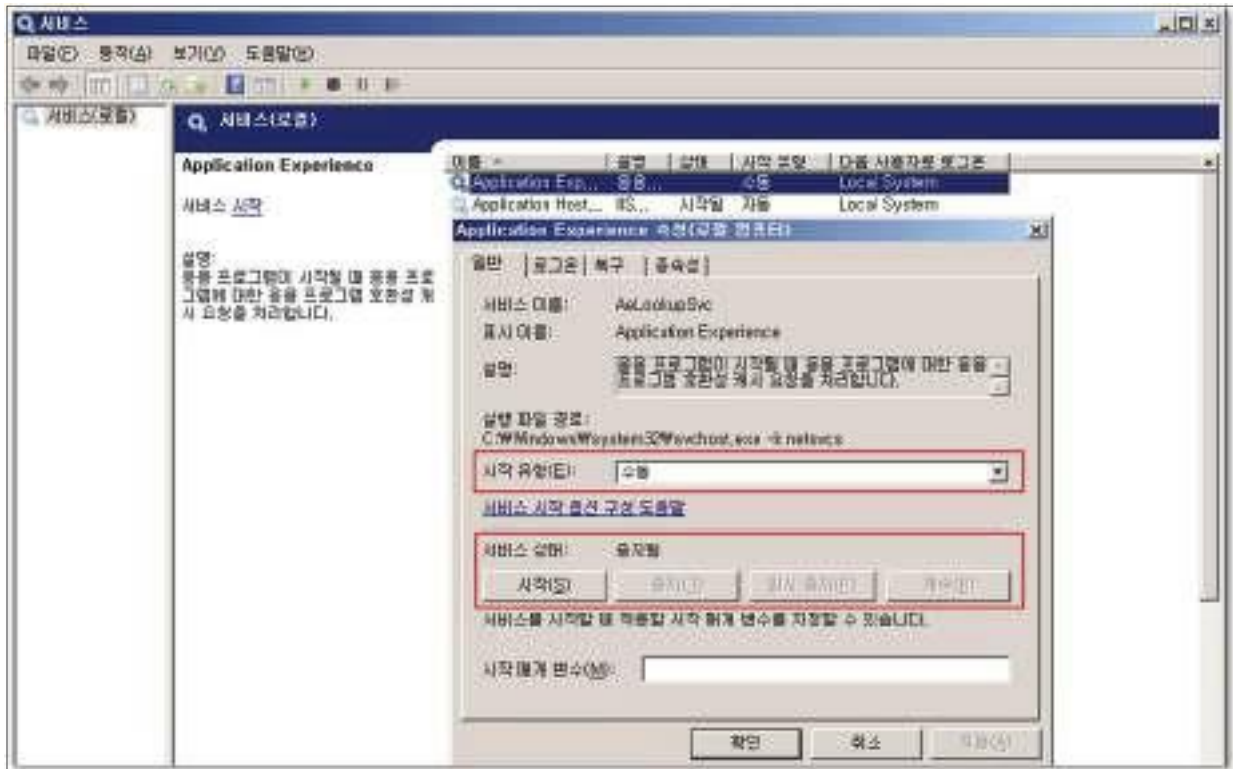 서비스
파일(F) 동작(A) 보기(V) 도움말(H)
서비스(로컬)
서비스(로컬)
Application Experience
서비스 시작
설명:
응용 프로그램이 시작될 때 응용 프로
그램에 대한 응용 프로그램 호환성 캐
시 요청을 처리합니다.
이름 설명 상태 시작 유형 다음 사용자로 로그온
Application Exp... 응용... 수동 Local System
Application Host... IIS... 시작됨 자동 Local System
Application Experience 속성(로컬 컴퓨터)
일반 로그온 복구 종속성
서비스 이름: AeLookupSvc
표시 이름: Application Experience
설명: 응용 프로그램이 시작될 때 응용 프로그램에 대한 응용
프로그램 호환성 캐시 요청을 처리합니다.
실행 파일 경로:
C:\Windows\system32\svchost.exe -k netsvcs
시작 유형(E): 수동
서비스 시작 옵션 구성 도움말
서비스 상태: 중지됨
시작(S) 중지(T) 일시 중지(P) 계속(R)
서비스를 시작할 때 적용할 시작 매개 변수를 지정할 수 있습니다.
시작 매개 변수(M):
확인 취소 적용(A)